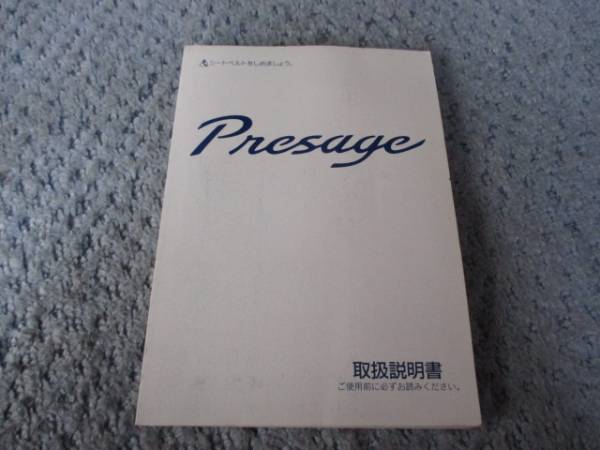 シートベルトをしめましょう。
Presage
取扱説明書
ご使用前に必ずお読みください。